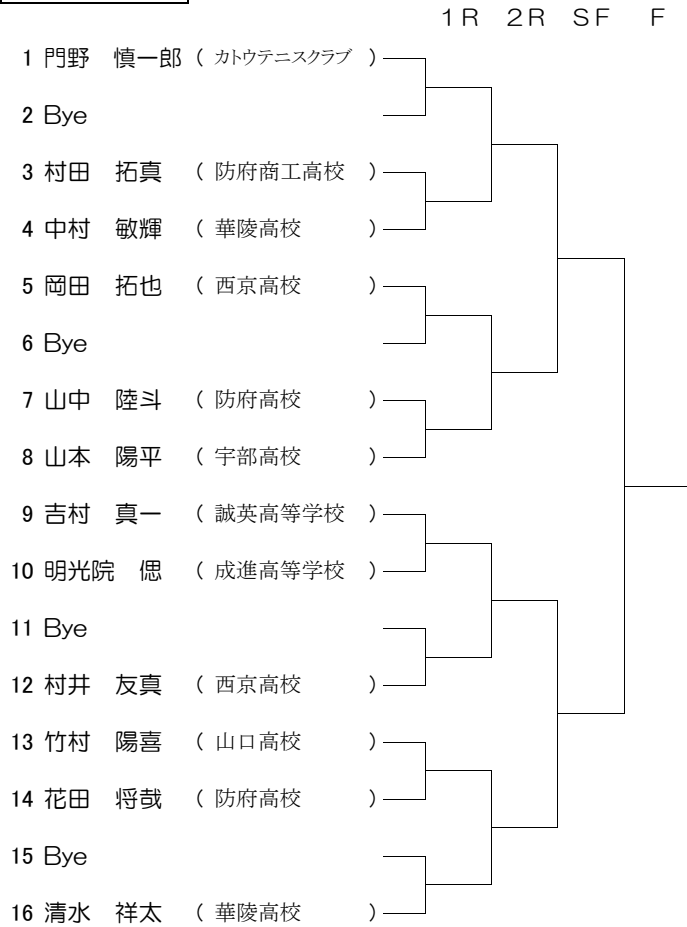 1R 2R SF F
1 門野 慎一郎 ( カトウテニスクラブ )
2 Bye
3 村田 拓真 ( 防府商工高校 )
4 中村 敏輝 ( 華陵高校 )
5 岡田 拓也 ( 西京高校 )
6 Bye
7 山中 陸斗 ( 防府高校 )
8 山本 陽平 ( 宇部高校 )
9 吉村 真一 ( 誠英高等学校 )
10 明光院 偲 ( 成進高等学校 )
11 Bye
12 村井 友真 ( 西京高校 )
13 竹村 陽喜 ( 山口高校 )
14 花田 将哉 ( 防府高校 )
15 Bye
16 清水 祥太 ( 華陵高校 )